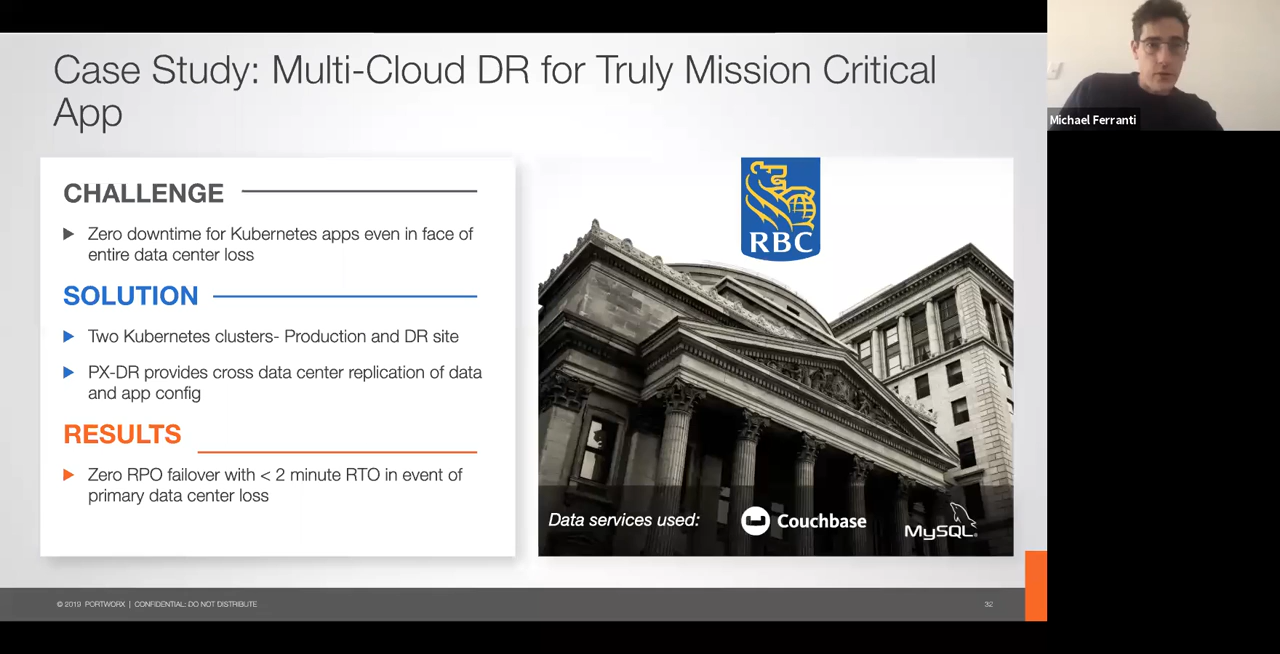 Case Study: Multi-Cloud DR for Truly Mission Critical
App
CHALLENGE
Zero downtime for Kubernetes apps even in face of
entire data center loss
SOLUTION
Two Kubernetes clusters- Production and DR site
PX-DR provides cross data center replication of data
and app config
RESULTS
Zero RPO failover with < 2 minute RTO in event of
primary data center loss
RBC
Data services used:
Couchbase
MySQL®
© 2019 PORTWORX | CONFIDENTIAL: DO NOT DISTRIBUTE
32
Michael Ferranti